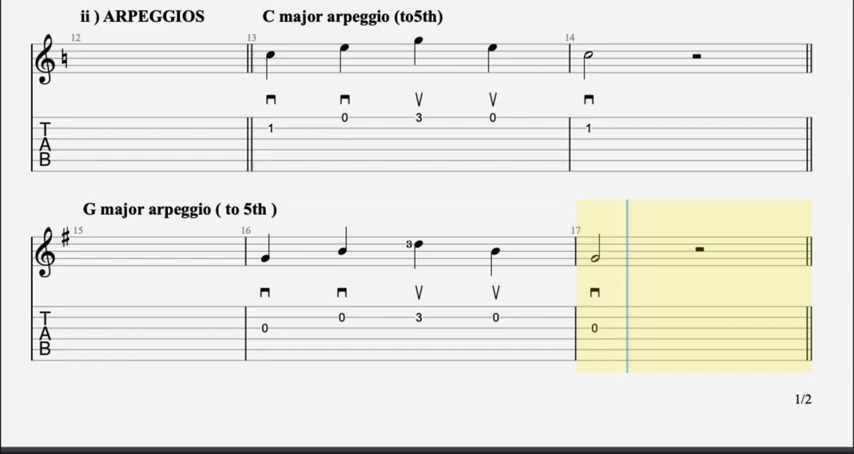 ii ) ARPEGGIOS C major arpeggio (to5th)
12 13 14
0 3 0
1 1
T
A
B
G major arpeggio ( to 5th )
15 16 17
3
0 3 0
0 0
T
A
B
1/2